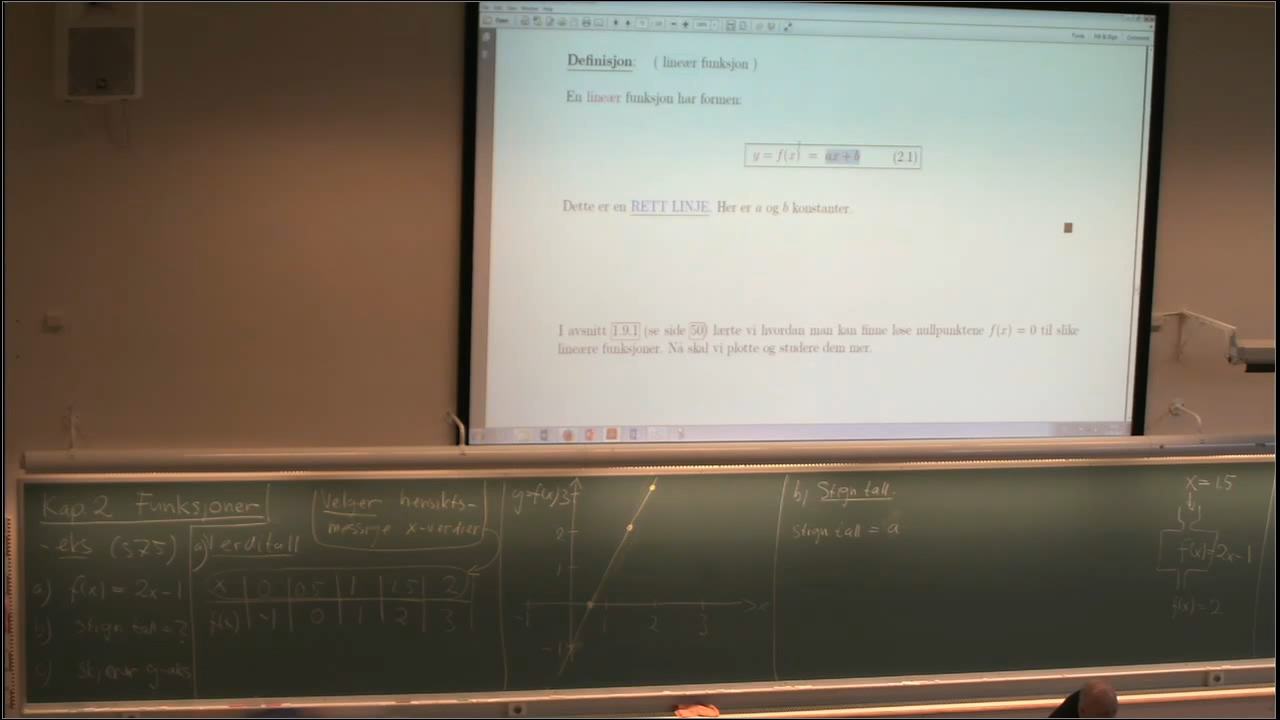 Definisjon: ( lineær funksjon )
En lineær funksjon har formen:
y = f(x) = ax + b (2.1)
Dette er en RETT LINJE. Her er a og b konstanter.
I avsnitt 1.9.1 (se side 50) lærte vi hvordan man kan finne løse nullpunktene f(x) = 0 til slike
lineære funksjoner. Nå skal vi plotte og studere dem mer.
Kap. 2 Funksjoner
- eks (s75)
a) f(x) = 2x-1
b) Stign.tall = ?
c)
a) Verditall
Velger hensikts-
messige x-verdier
x 0 0.5 1 1.5 2
f(x) -1 0 1 2 3
y=f(x) 3
2
1
-1 1 2 3 x
-1
b) Stign.tall.
Stign.tall = a
x = 1.5
f(x)=2x-1
f(x) = 2